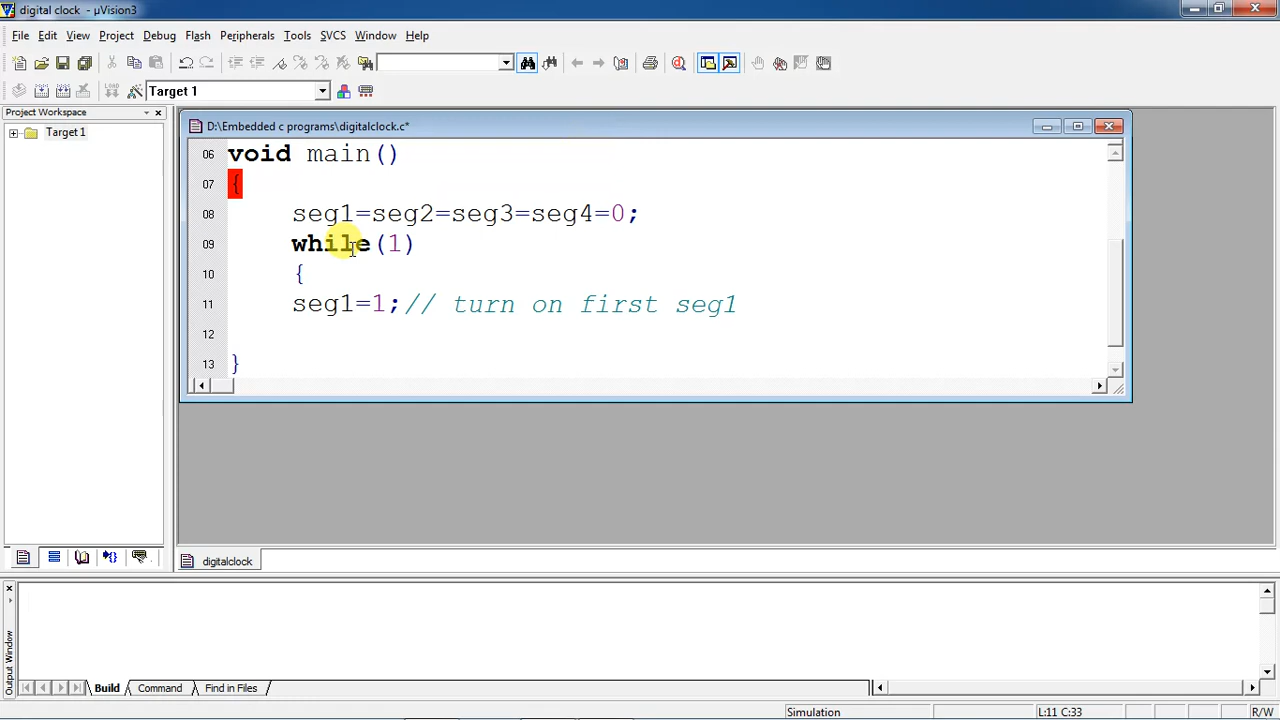 digital clock - µVision3
File Edit View Project Debug Flash Peripherals Tools SVCS Window Help
LOAD Target 1
Project Workspace
Target 1
D:\Embedded c programs\digitalclock.c*
06 void main()
07 {
08 seg1=seg2=seg3=seg4=0;
09 while(1)
10 {
11 seg1=1;// turn on first seg1
12
13 }
digitalclock
Output Window
Build Command Find in Files
Simulation L:11 C:33 R/W